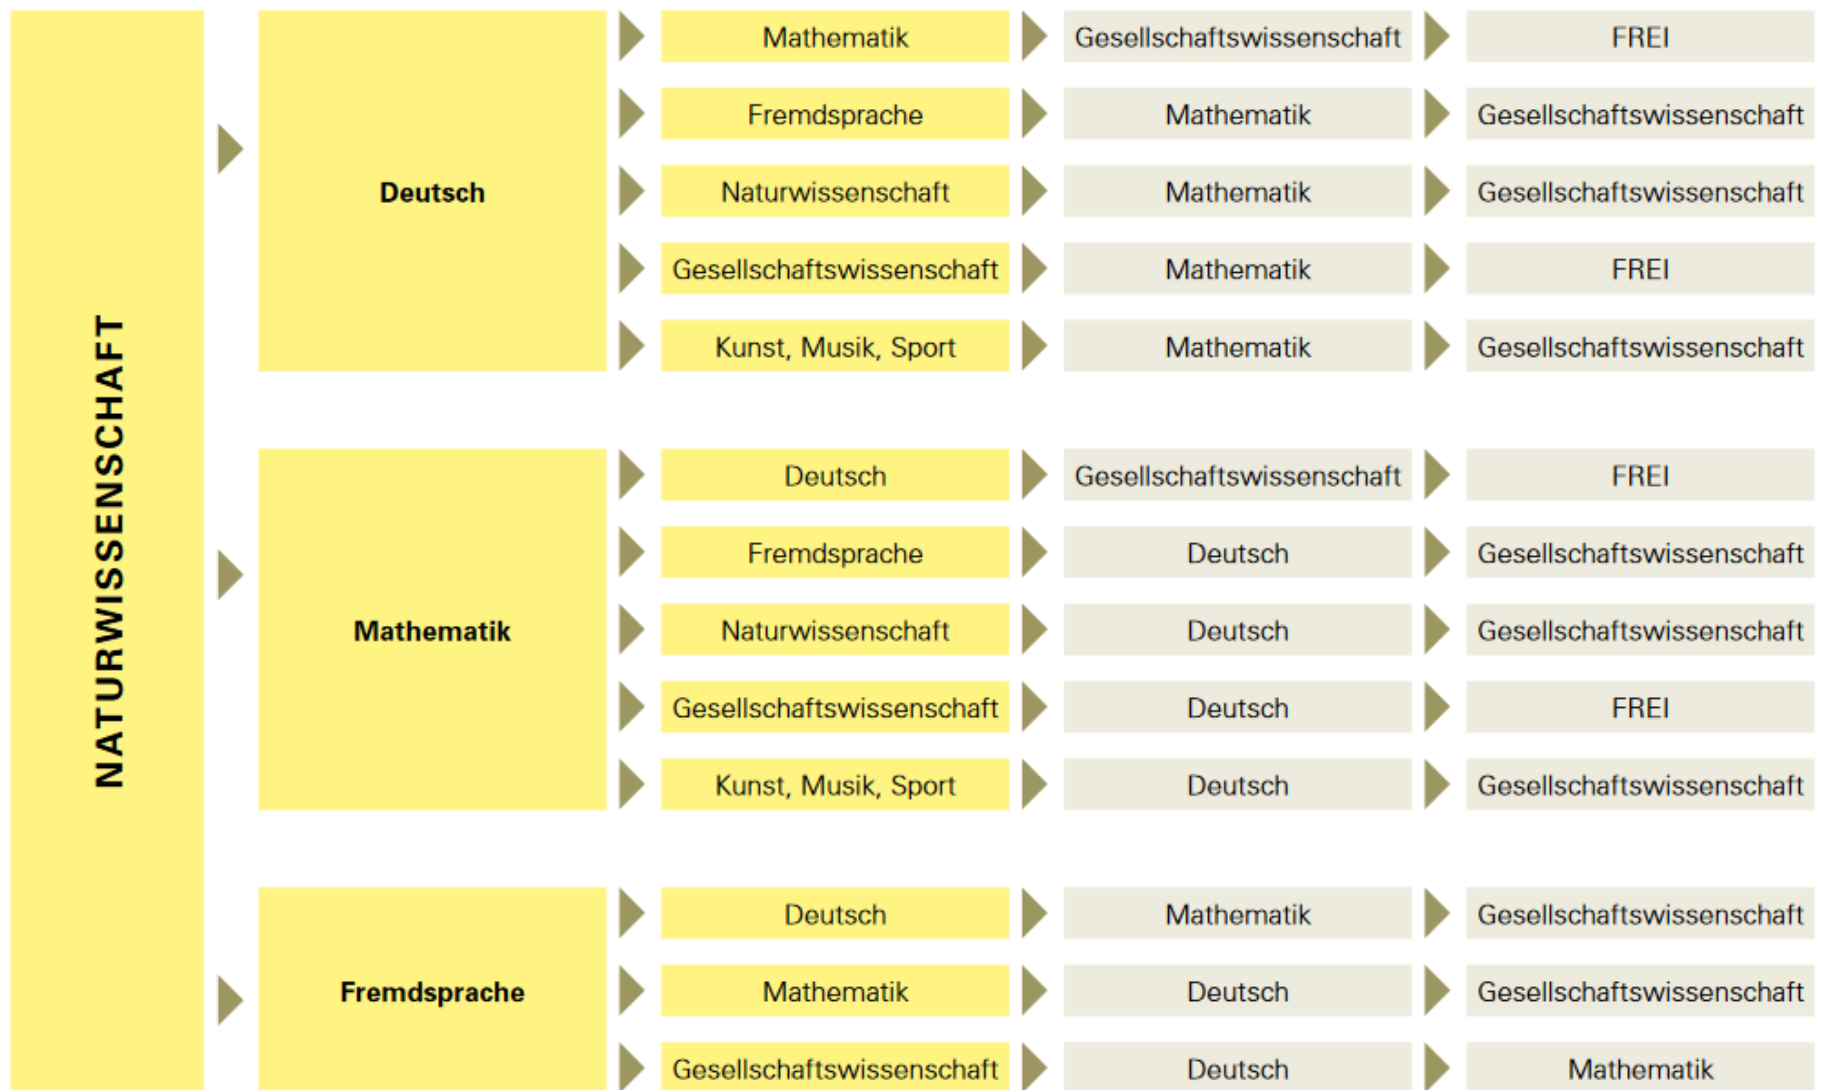 NATURWISSENSCHAFT
Deutsch
Mathematik Gesellschaftswissenschaft FREI
Fremdsprache Mathematik Gesellschaftswissenschaft
Naturwissenschaft Mathematik Gesellschaftswissenschaft
Gesellschaftswissenschaft Mathematik FREI
Kunst, Musik, Sport Mathematik Gesellschaftswissenschaft
Mathematik
Deutsch Gesellschaftswissenschaft FREI
Fremdsprache Deutsch Gesellschaftswissenschaft
Naturwissenschaft Deutsch Gesellschaftswissenschaft
Gesellschaftswissenschaft Deutsch FREI
Kunst, Musik, Sport Deutsch Gesellschaftswissenschaft
Fremdsprache
Deutsch Mathematik Gesellschaftswissenschaft
Mathematik Deutsch Gesellschaftswissenschaft
Gesellschaftswissenschaft Deutsch Mathematik